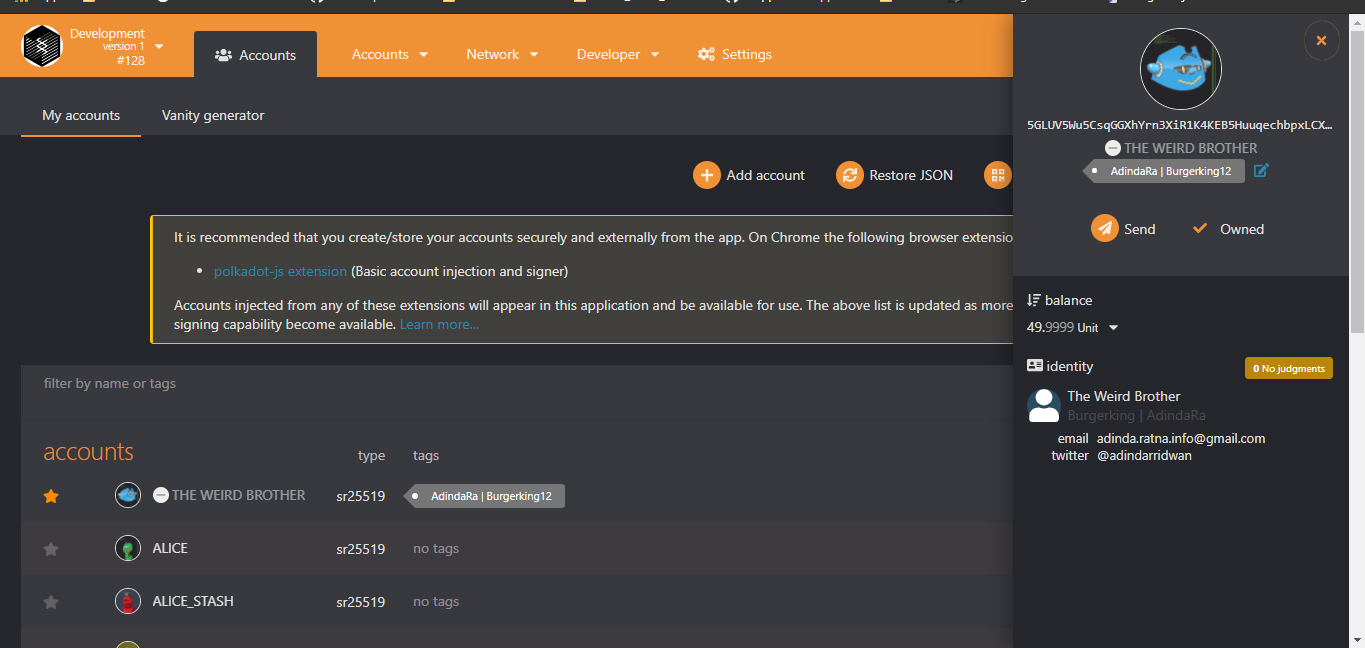 Development
version 1
#128
Accounts
Accounts
Network
Developer
Settings
My accounts
Vanity generator
Add account
Restore JSON
It is recommended that you create/store your accounts securely and externally from the app. On Chrome the following browser
polkadot-js extension (Basic account injection and signer)
Accounts injected from any of these extensions will appear in this application and be available for use. The above list is updated as more
signing capability become available. Learn more...
filter by name or tags
accounts
type
tags
THE WEIRD BROTHER
sr25519
AdindaRa | Burgerking12
ALICE
sr25519
no tags
ALICE_STASH
sr25519
no tags
5GLUV5Wu5CsqGGXhYrn3XiR1K4KEB5HuuqechbpxLCX…
THE WEIRD BROTHER
AdindaRa | Burgerking12
Send
Owned
balance
49.9999 Unit
identity
0 No judgments
The Weird Brother
Burgerking | AdindaRa
email adinda.ratna.info@gmail.com
twitter @adindarridwan